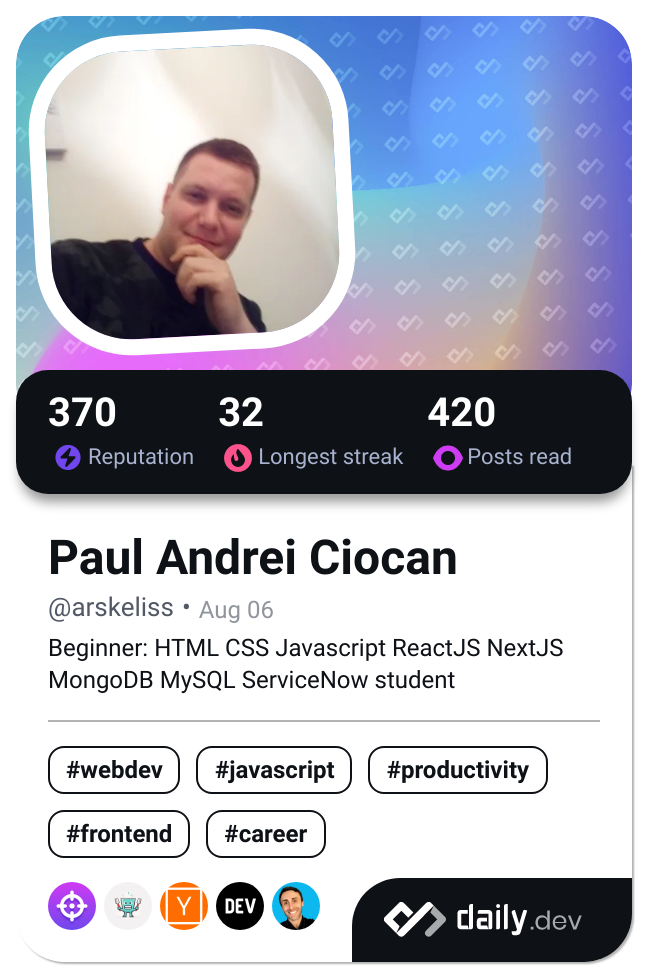 370 32 420
Reputation Longest streak Posts read
Paul Andrei Ciocan
@arskeliss • Aug 06
Beginner: HTML CSS Javascript ReactJS NextJS
MongoDB MySQL ServiceNow student
#webdev #javascript #productivity
#frontend #career
Y DEV
daily.dev